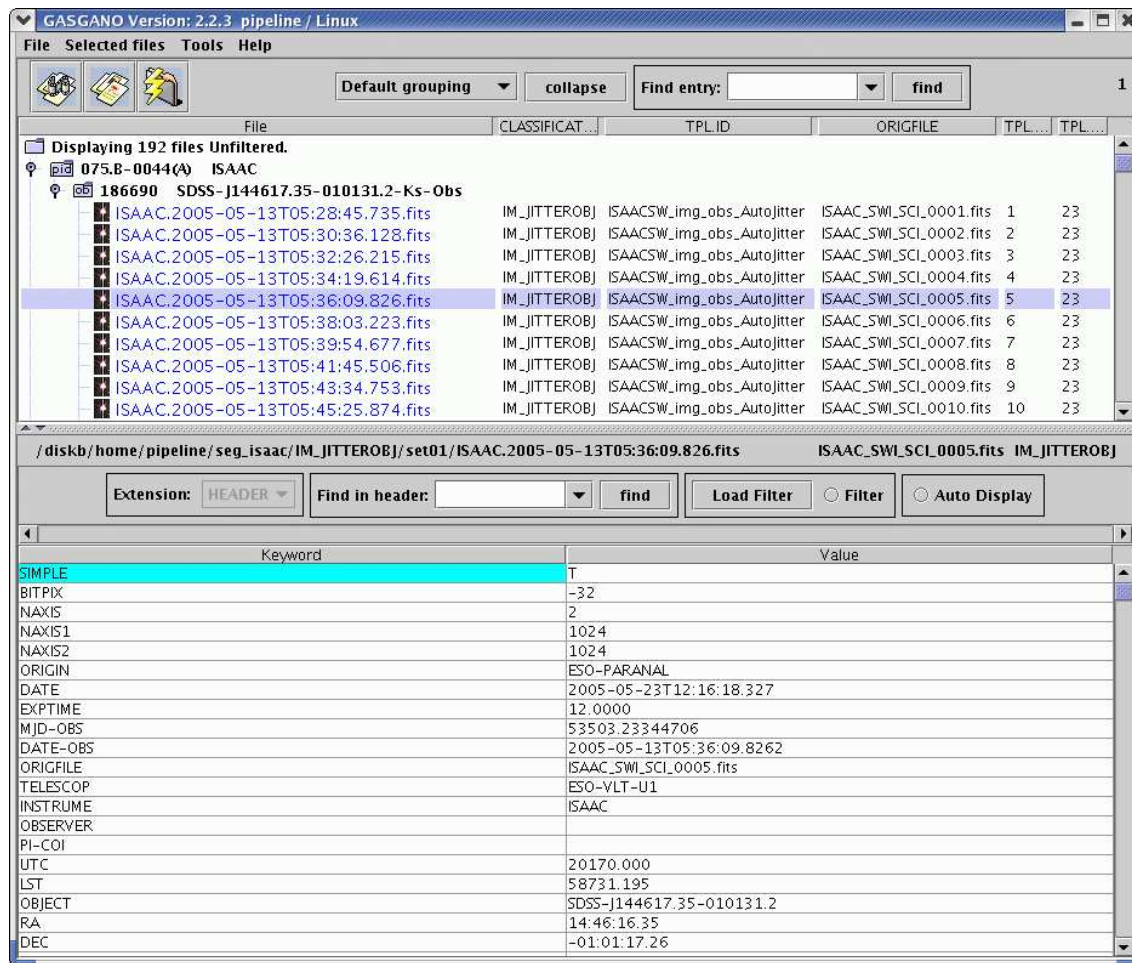 GASGANO Version: 2.2.3 pipeline / Linux
File Selected files Tools Help
Default grouping collapse Find entry: find 1
File CLASSIFICAT... TPL.ID ORIGFILE TPL.... TPL....
Displaying 192 files Unfiltered.
pid 075.B-0044(A) ISAAC
ob 186690 SDSS-J144617.35-010131.2-Ks-Obs
ISAAC.2005-05-13T05:28:45.735.fits IM_JITTEROBJ ISAACSW_img_obs_AutoJitter ISAAC_SWI_SCI_0001.fits 1 23
ISAAC.2005-05-13T05:30:36.128.fits IM_JITTEROBJ ISAACSW_img_obs_AutoJitter ISAAC_SWI_SCI_0002.fits 2 23
ISAAC.2005-05-13T05:32:26.215.fits IM_JITTEROBJ ISAACSW_img_obs_AutoJitter ISAAC_SWI_SCI_0003.fits 3 23
ISAAC.2005-05-13T05:34:19.614.fits IM_JITTEROBJ ISAACSW_img_obs_AutoJitter ISAAC_SWI_SCI_0004.fits 4 23
ISAAC.2005-05-13T05:36:09.826.fits IM_JITTEROBJ ISAACSW_img_obs_AutoJitter ISAAC_SWI_SCI_0005.fits 5 23
ISAAC.2005-05-13T05:38:03.223.fits IM_JITTEROBJ ISAACSW_img_obs_AutoJitter ISAAC_SWI_SCI_0006.fits 6 23
ISAAC.2005-05-13T05:39:54.677.fits IM_JITTEROBJ ISAACSW_img_obs_AutoJitter ISAAC_SWI_SCI_0007.fits 7 23
ISAAC.2005-05-13T05:41:45.506.fits IM_JITTEROBJ ISAACSW_img_obs_AutoJitter ISAAC_SWI_SCI_0008.fits 8 23
ISAAC.2005-05-13T05:43:34.753.fits IM_JITTEROBJ ISAACSW_img_obs_AutoJitter ISAAC_SWI_SCI_0009.fits 9 23
ISAAC.2005-05-13T05:45:25.874.fits IM_JITTEROBJ ISAACSW_img_obs_AutoJitter ISAAC_SWI_SCI_0010.fits 10 23
/diskb/home/pipeline/seg_isaac/IM_JITTEROBJ/set01/ISAAC.2005-05-13T05:36:09.826.fits ISAAC_SWI_SCI_0005.fits IM_JITTEROBJ
Extension: HEADER Find in header: find Load Filter Filter Auto Display
Keyword Value
SIMPLE T
BITPIX -32
NAXIS 2
NAXIS1 1024
NAXIS2 1024
ORIGIN ESO-PARANAL
DATE 2005-05-23T12:16:18.327
EXPTIME 12.0000
MJD-OBS 53503.23344706
DATE-OBS 2005-05-13T05:36:09.8262
ORIGFILE ISAAC_SWI_SCI_0005.fits
TELESCOP ESO-VLT-U1
INSTRUME ISAAC
OBSERVER
PI-COI
UTC 20170.000
LST 58731.195
OBJECT SDSS-J144617.35-010131.2
RA 14:46:16.35
DEC -01:01:17.26